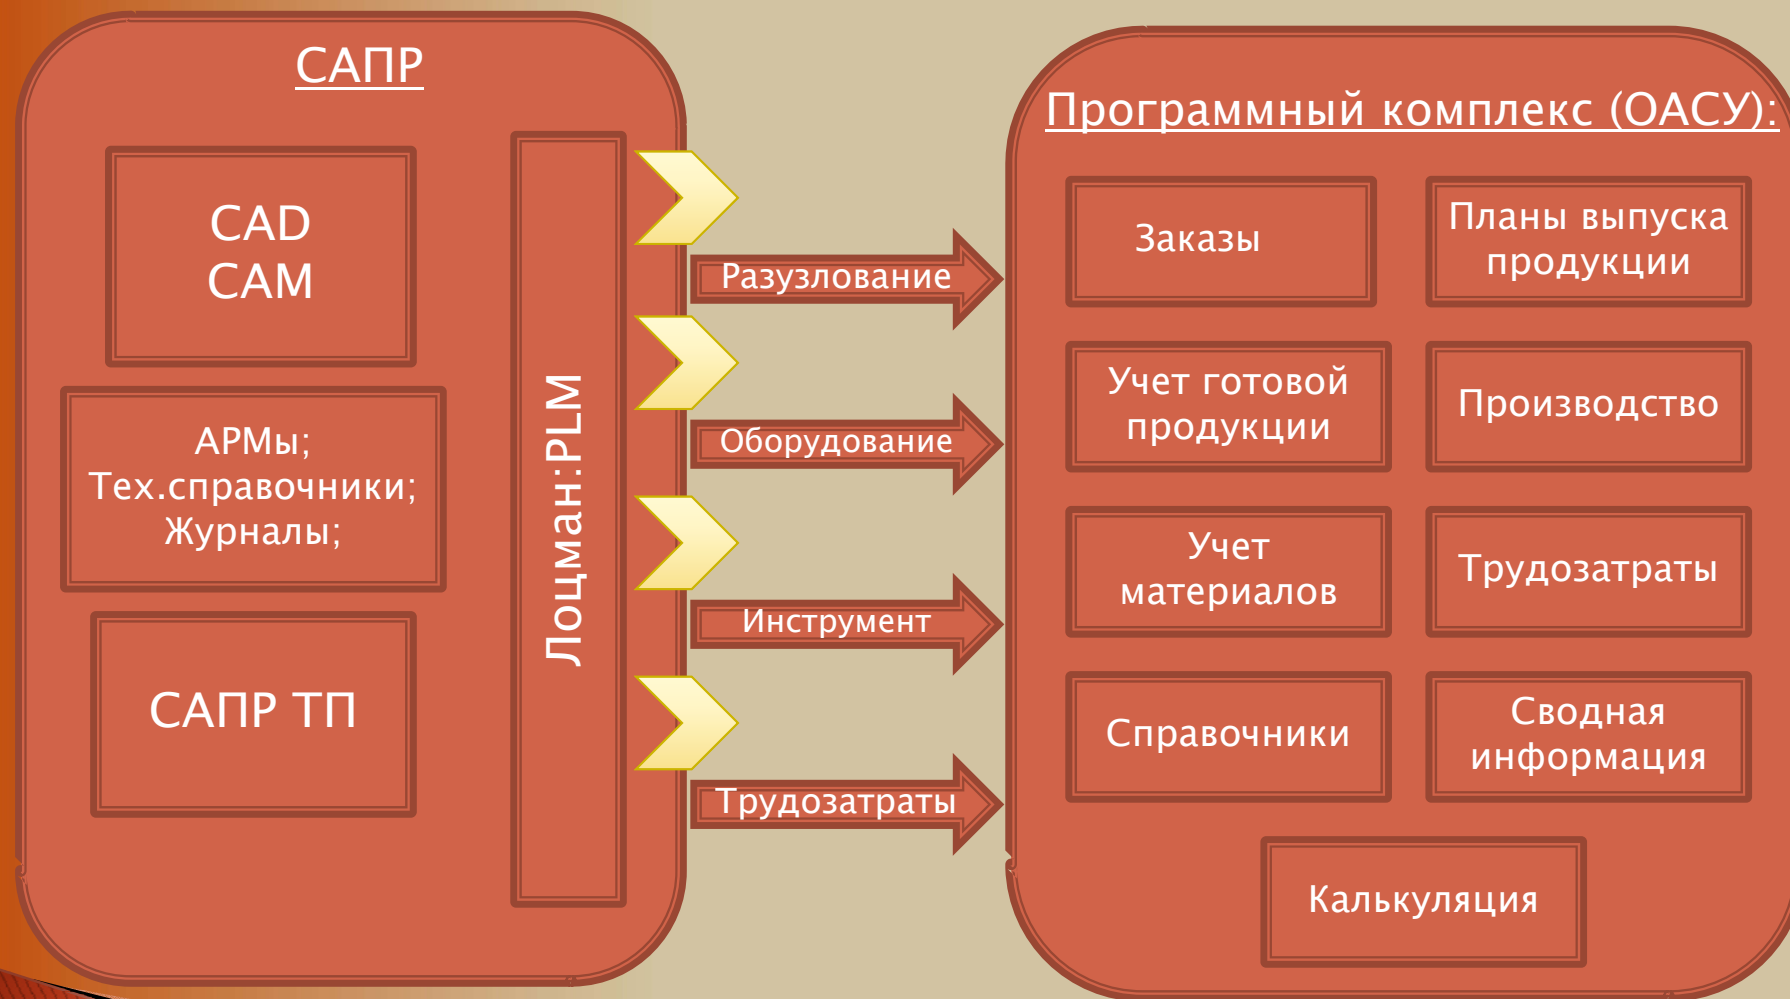 САПР
CAD
CAM
АРМы;
Тех.справочники;
Журналы;
САПР ТП
Лоцман:PLM
Разузлование
Оборудование
Инструмент
Трудозатраты
Программный комплекс (ОАСУ):
Заказы
Планы выпуска
продукции
Учет готовой
продукции
Производство
Учет
материалов
Трудозатраты
Справочники
Сводная
информация
Калькуляция